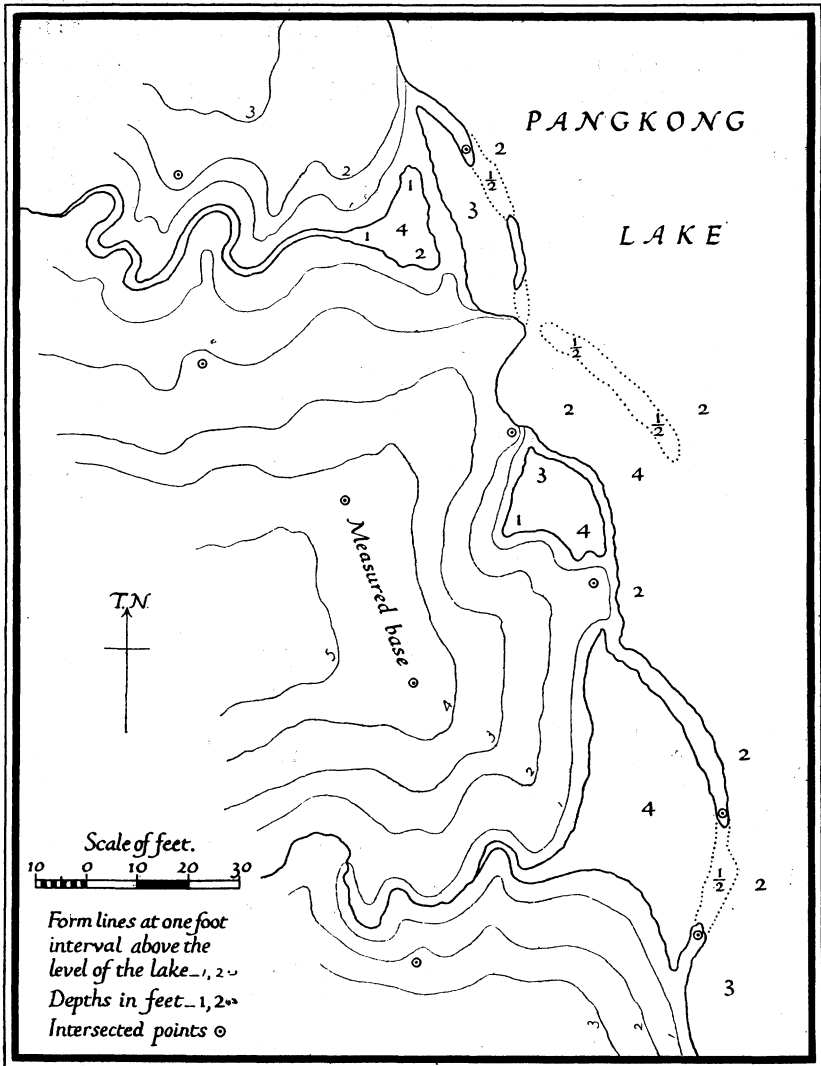 3
PANGKONG
2
2
½
1
3
1
4
1
2
LAKE
½
2
2
½
3
4
1
4
Measured base
2
T.N.
5
4
3
2
2
1
4
Scale of feet.
10 0 10 20 30
½
2
Form lines at one foot
interval above the
level of the lake_1, 2
Depths in feet_1, 2
3
Intersected points
3
2
1